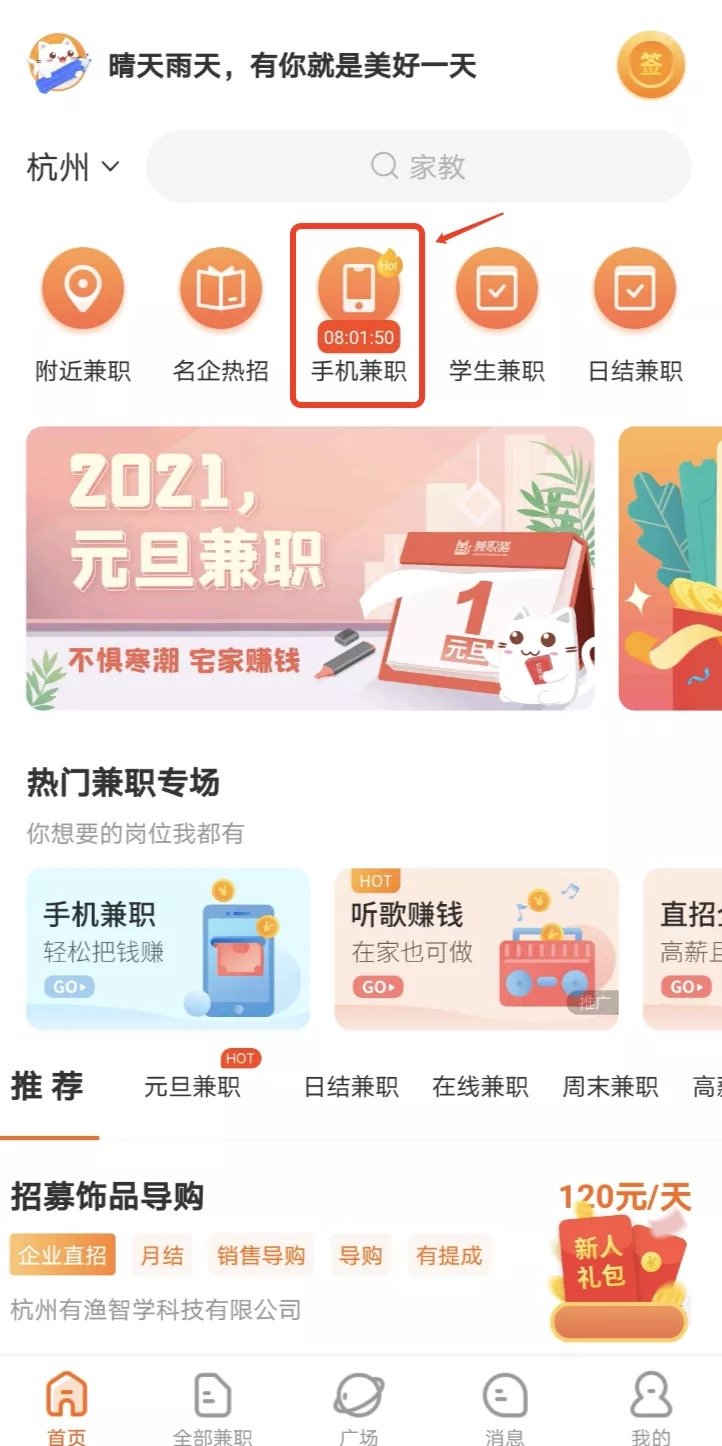 晴天雨天，有你就是美好一天
签
杭州
家教
Hot
08:01:50
附近兼职
名企热招
手机兼职
学生兼职
日结兼职
2021，
元旦兼职
不惧寒潮 宅家赚钱
兼职猫
1
元旦
热门兼职专场
你想要的岗位我都有
手机兼职
轻松把钱赚
GO
HOT
听歌赚钱
在家也可做
GO
推广
直招
高薪且
GO
推荐
HOT
元旦兼职
日结兼职
在线兼职
周末兼职
高薪
招募饰品导购
120元/天
企业直招
月结
销售导购
导购
有提成
新人
礼包
杭州有渔智学科技有限公司
首页
全部兼职
广场
消息
我的